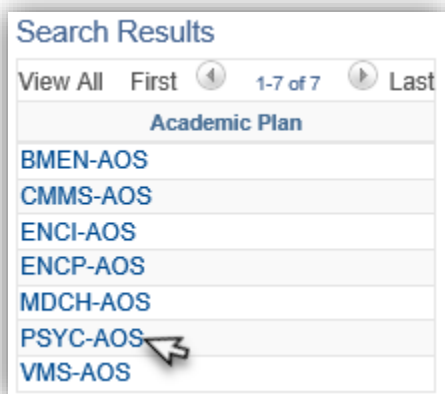 Search Results
View All First 1-7 of 7 Last
Academic Plan
BMEN-AOS
CMMS-AOS
ENCI-AOS
ENCP-AOS
MDCH-AOS
PSYC-AOS
VMS-AOS